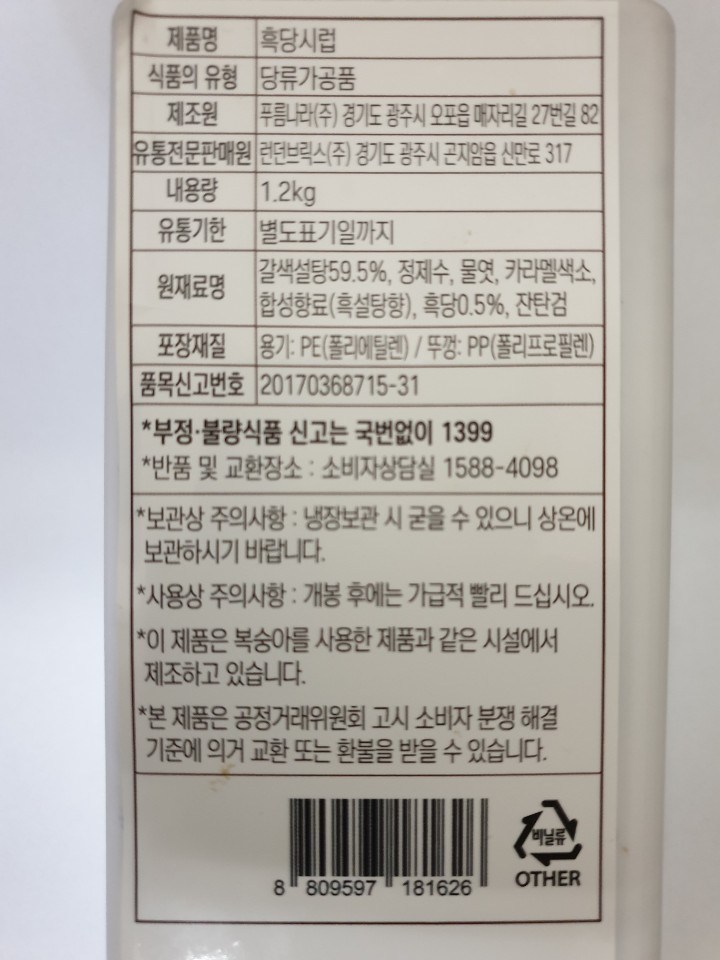 제품명 흑당시럽
식품의 유형 당류가공품
제조원 푸름나라(주) 경기도 광주시 오포읍 매자리길 27번길 82
유통전문판매원 런던브릭스(주) 경기도 광주시 곤지암읍 신만로 317
내용량 1.2kg
유통기한 별도표기일까지
원재료명 갈색설탕59.5%, 정제수, 물엿, 카라멜색소,
합성향료(흑설탕향), 흑당0.5%, 잔탄검
포장재질 용기: PE(폴리에틸렌) / 뚜껑: PP(폴리프로필렌)
품목신고번호 20170368715-31
*부정·불량식품 신고는 국번없이 1399
*반품 및 교환장소 : 소비자상담실 1588-4098
*보관상 주의사항 : 냉장보관 시 굳을 수 있으니 상온에
보관하시기 바랍니다.
*사용상 주의사항 : 개봉 후에는 가급적 빨리 드십시오.
*이 제품은 복숭아를 사용한 제품과 같은 시설에서
제조하고 있습니다.
*본 제품은 공정거래위원회 고시 소비자 분쟁 해결
기준에 의거 교환 또는 환불을 받을 수 있습니다.
비닐류
OTHER
8 809597 181626